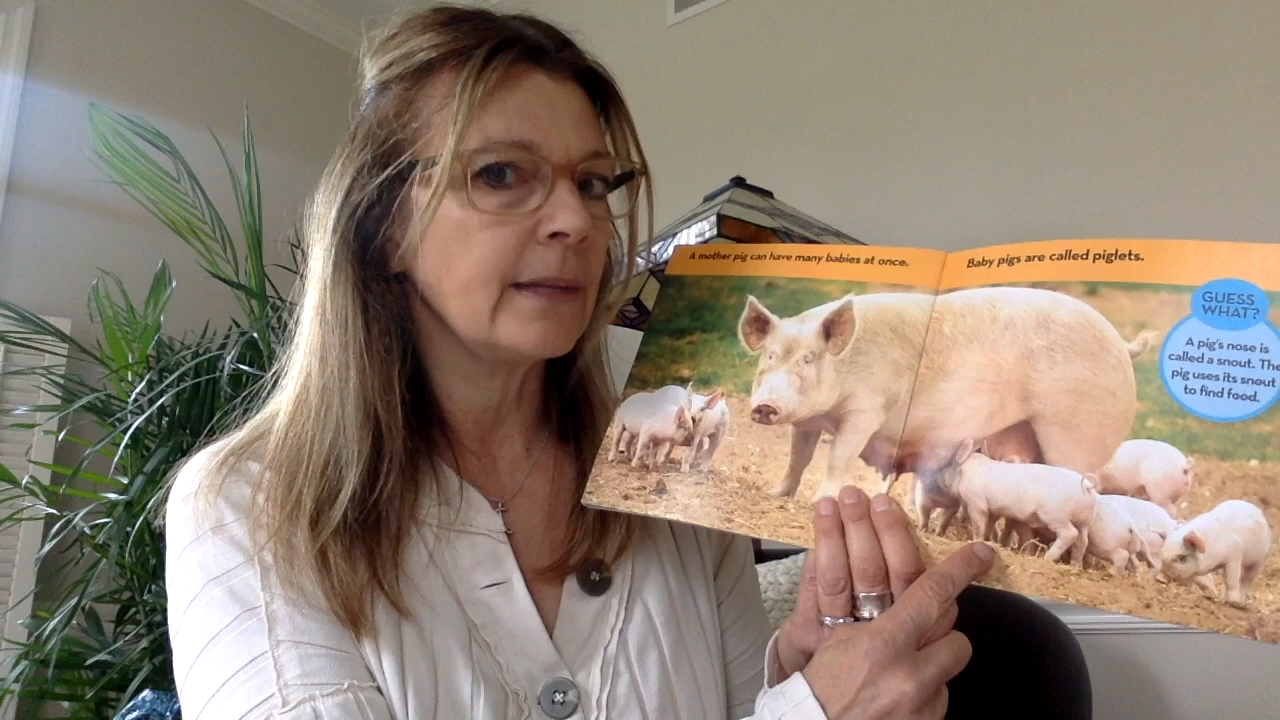 A mother pig can have many babies at once.
Baby pigs are called piglets.
GUESS
WHAT?
A pig's nose is
called a snout. The
pig uses its snout
to find food.